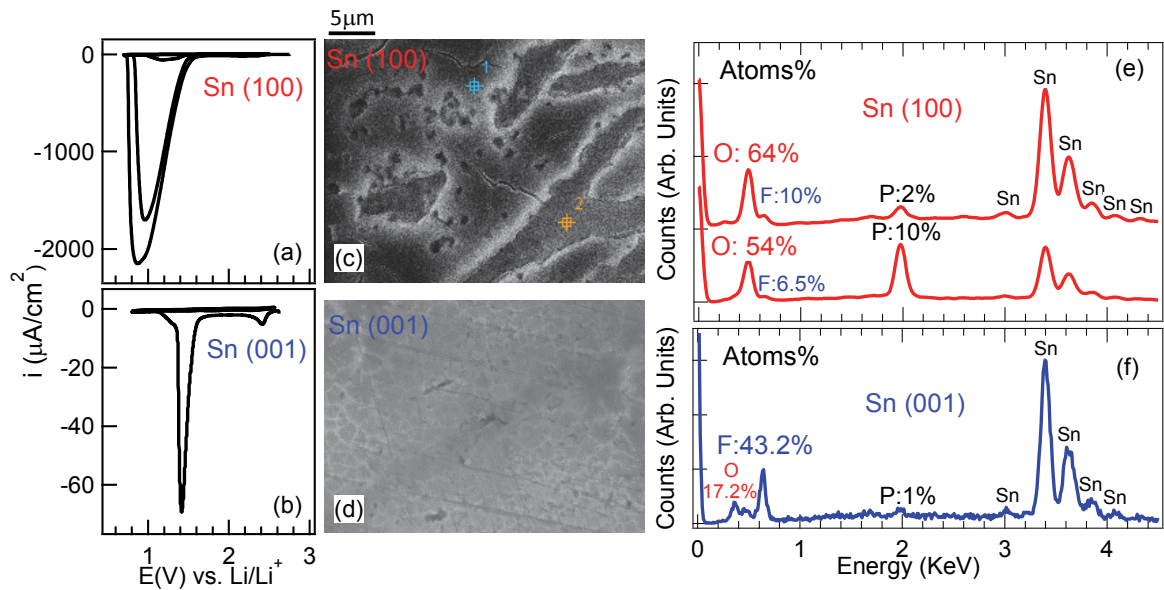 5μm
0
-1000
-2000
Sn (100)
(a)
0
-20
-40
-60
Sn (001)
(b)
i (μA/cm²)
1
2
3
E(V) vs. Li/Li⁺
Sn (100)
1
2
(c)
Sn (001)
(d)
Atoms%
(e)
Sn (100)
O: 64%
F:10%
P:2%
Sn
Sn
Sn
Sn
Sn
Sn
O: 54%
F:6.5%
P:10%
Counts (Arb. Units)
Atoms%
(f)
Sn (001)
F:43.2%
O
17.2%
P:1%
Sn
Sn
Sn
Sn
Sn
Counts (Arb. Units)
0
1
2
3
4
Energy (KeV)